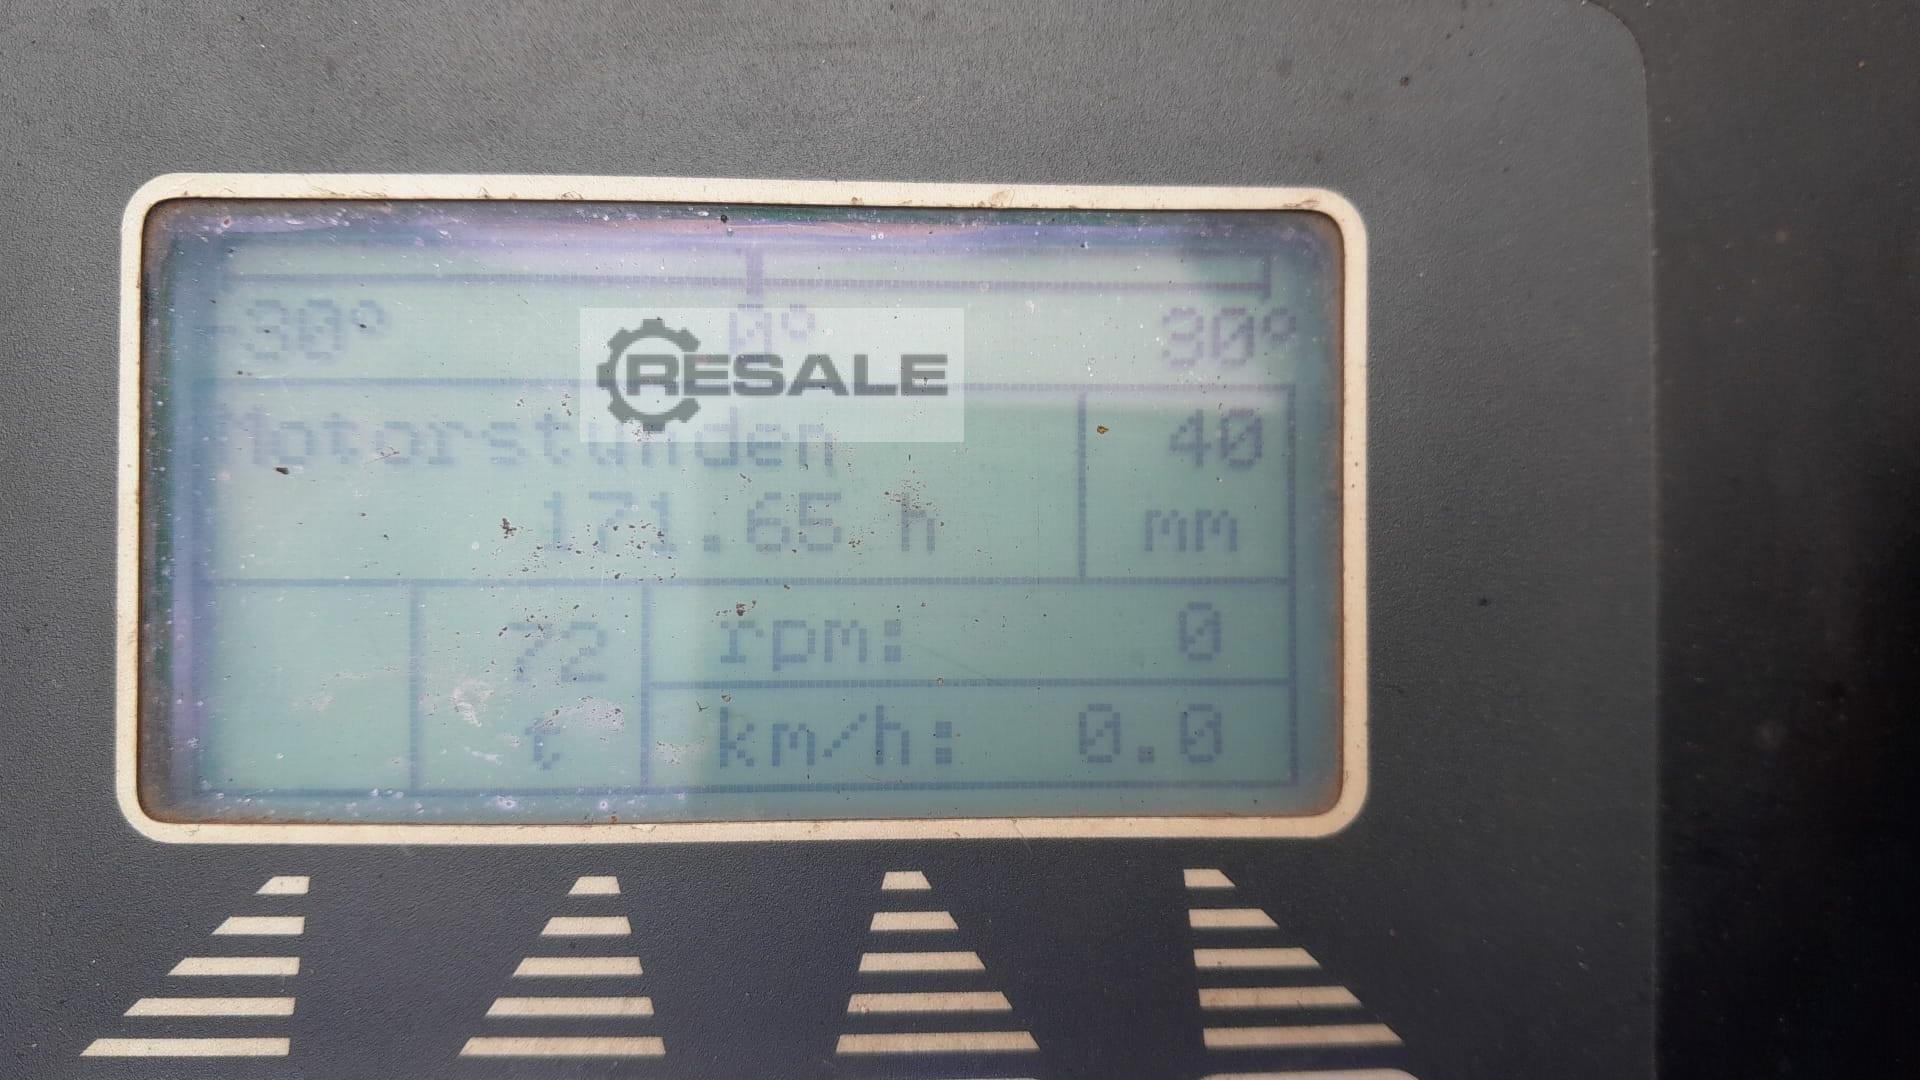 -30° 0° 30°
RESALE
Motorstunden 40
171.65 h mm
72 rpm: 0
t km/h: 0.0